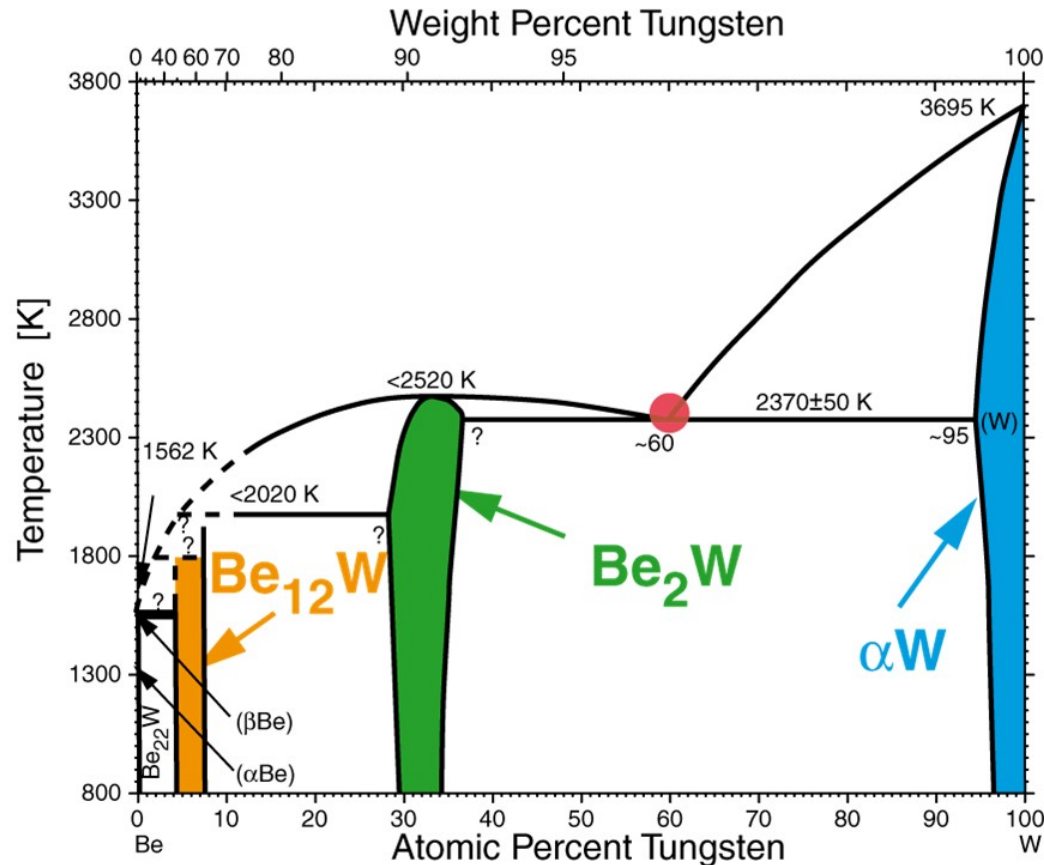 Weight Percent Tungsten
0 40 60 70 80 90 95 100
3800
3695 K
3300
Temperature [K]
2800
<2520 K
2370±50 K
2300
?
~60
~95
(W)
1562 K
<2020 K
?
?
?
1800
Be12W
Be2W
?
αW
1300
(βBe)
Be22W
(αBe)
800
0 10 20 30 40 50 60 70 80 90 100
Be
Atomic Percent Tungsten
W